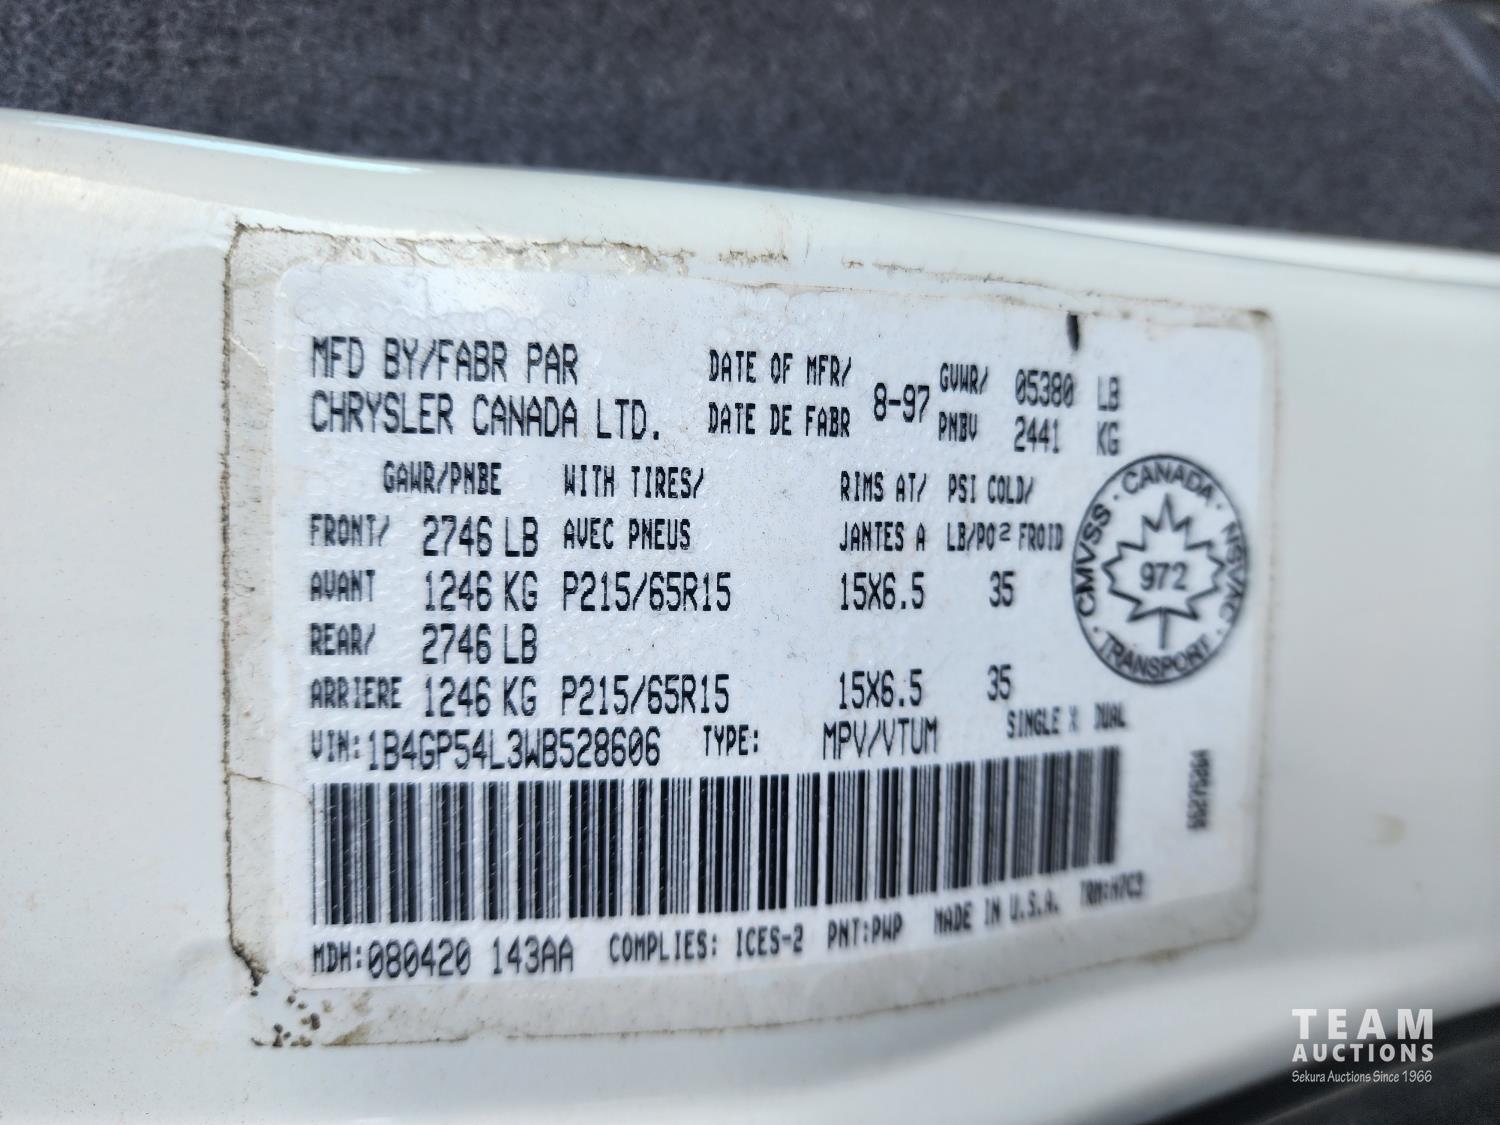 MFD BY/FABR PAR
CHRYSLER CANADA LTD.
DATE OF MFR/
DATE DE FABR
8-97
GVWR/ 05380 LB
PNBV 2441 KG
GAWR/PNBE WITH TIRES/ RIMS AT/ PSI COLD/
FRONT/ 2746 LB AVEC PNEUS JANTES A LB/PO² FROID
AVANT 1246 KG P215/65R15 15X6.5 35
REAR/ 2746 LB
ARRIERE 1246 KG P215/65R15 15X6.5 35
VIN:1B4GP54L3WB528606 TYPE: MPV/VTUM SINGLE X DUAL
CANADA · NSVAC · TRANSPORT · CMVSS ·
972
MDH:080420 143AA COMPLIES: ICES-2 PNT:PWP MADE IN U.S.A.
TEAM
AUCTIONS
Sekura Auctions Since 1966